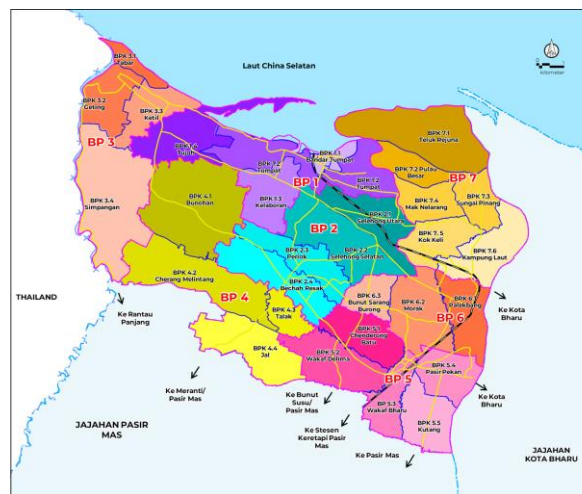 Laut China Selatan
kilometer
BPK 3.1
Tabar
BPK 3.2
Geting
BPK 3.3
Ketil
BP 3
BPK 3.4
Simpangan
BPK 1.1
Bandar Tumpat
BPK 1.2
Tumpat
BP 1
BPK 1.2
Tumpat
BPK 1.3
Kelaboran
BPK 7.1
Teluk Pejuna
BPK 7.2 Pulau
Besar
BP 7
BPK 7.3
Sungai Pinang
BPK 7.4
Mak Nelarang
BPK 7. 5
Kok Keli
BPK 7.6
Kampung Laut
BPK 4.1
Bunohan
BPK 2.1
Selehong Utara
BP 2
BPK 2.2
Selehong Selatan
BPK 2.3
Periok
BPK 2.4
Bechah Resak
BPK 4.2
Cherang Melintang
BP 4
BPK 4.3
Talak
BPK 4.4
Jal
BPK 6.3
Bunut Sarang
Burong
BPK 6.2
Morak
BPK 6.1
Palekbang
BP 6
BPK 5.1
Chenderong
Batu
BPK 5.2
Wakaf Delima
BP 5
BPK 5.4
Pasir Pekan
BPK 5.3
Wakaf Bharu
BPK 5.5
Kutang
THAILAND
Ke Rantau
Panjang
Ke Meranti/
Pasir Mas
Ke Bunut
Susu/
Pasir Mas
Ke Stesen
Keretapi Pasir
Mas
Ke Pasir Mas
Ke Kota
Bharu
Ke Kota
Bharu
JAJAHAN PASIR
MAS
JAJAHAN
KOTA BHARU